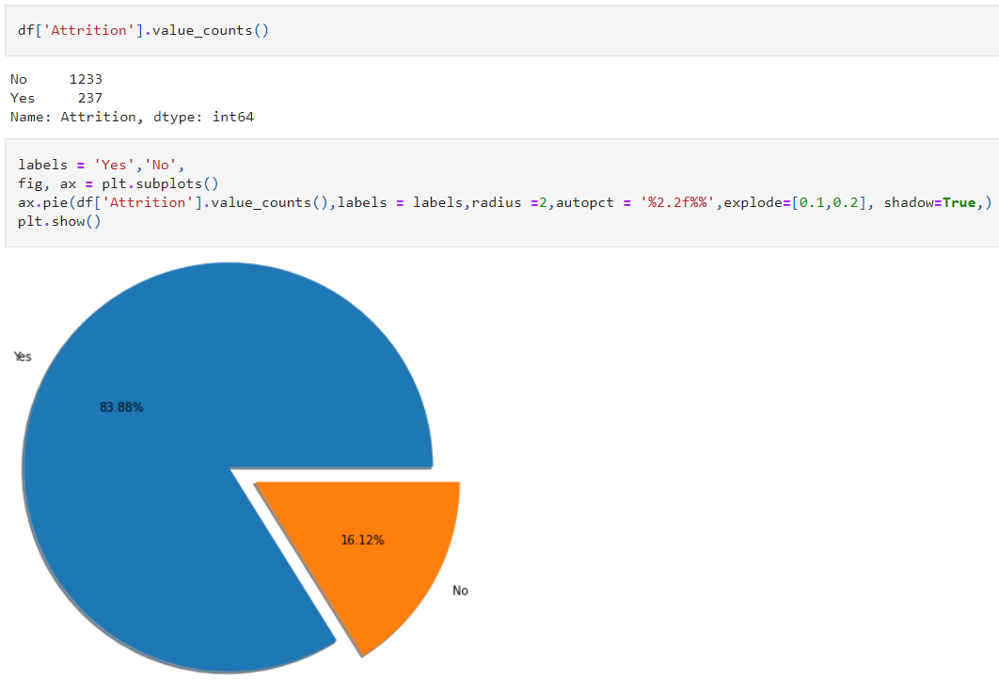 df['Attrition'].value_counts()
No     1233
Yes     237
Name: Attrition, dtype: int64
labels = 'Yes','No',
fig, ax = plt.subplots()
ax.pie(df['Attrition'].value_counts(),labels = labels,radius =2,autopct = '%2.2f%%',explode=[0.1,0.2], shadow=True,)
plt.show()
Yes
83.88%
16.12%
No